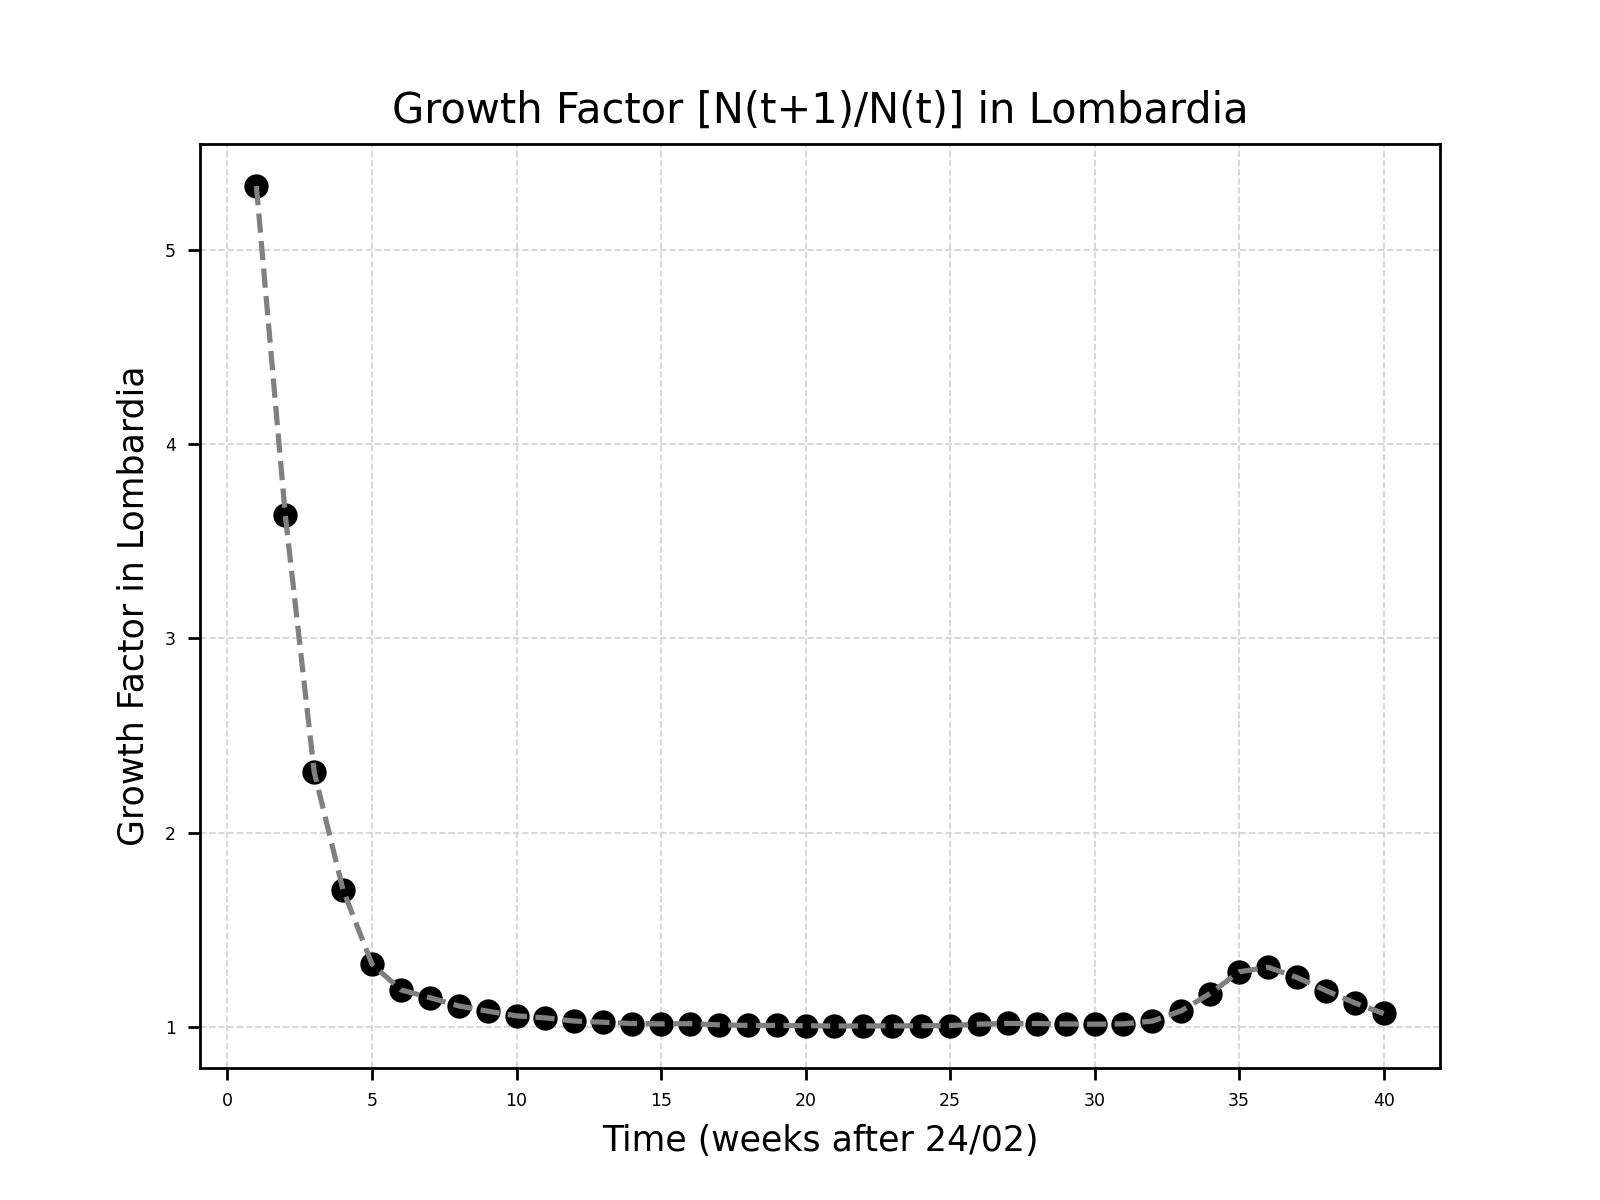 Growth Factor [N(t+1)/N(t)] in Lombardia
Growth Factor in Lombardia
5
4
3
2
1
0 5 10 15 20 25 30 35 40
Time (weeks after 24/02)